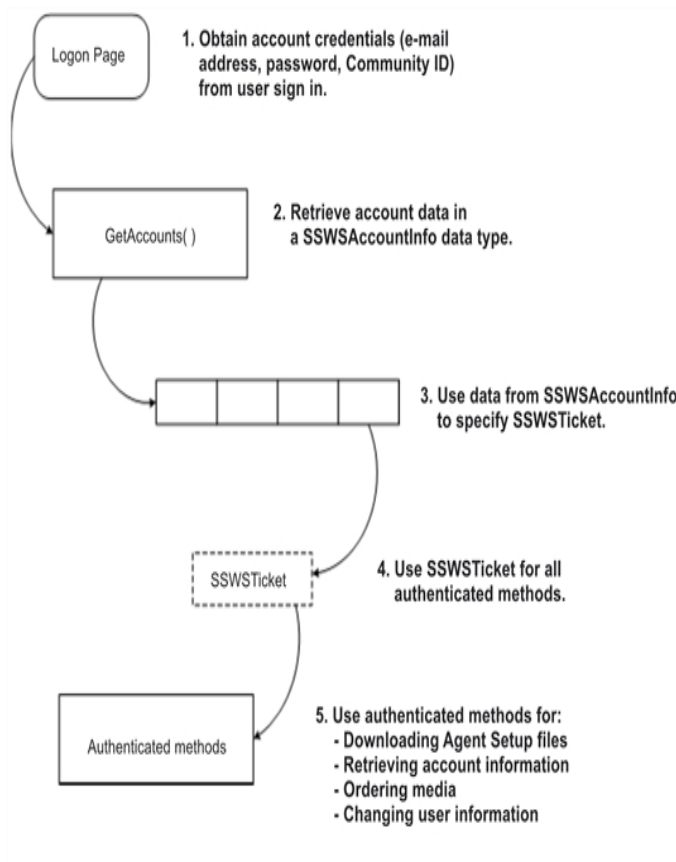 Logon Page
1. Obtain account credentials (e-mail
address, password, Community ID)
from user sign in.
GetAccounts( )
2. Retrieve account data in
a SSWSAccountInfo data type.
3. Use data from SSWSAccountInfo
to specify SSWSTicket.
SSWSTicket
4. Use SSWSTicket for all
authenticated methods.
Authenticated methods
5. Use authenticated methods for:
- Downloading Agent Setup files
- Retrieving account information
- Ordering media
- Changing user information